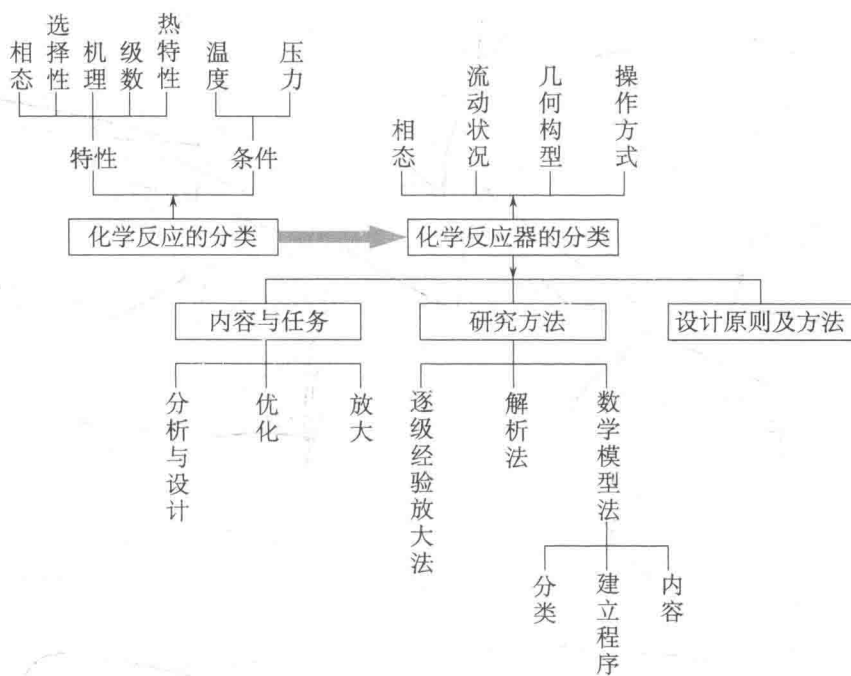 相态
选择性
机理
级数
热特性
温度
压力
特性
条件
相态
流动状况
几何构型
操作方式
化学反应的分类
化学反应器的分类
内容与任务
研究方法
设计原则及方法
分析与设计
优化
放大
逐级经验放大法
解析法
数学模型法
分类
建立程序
内容